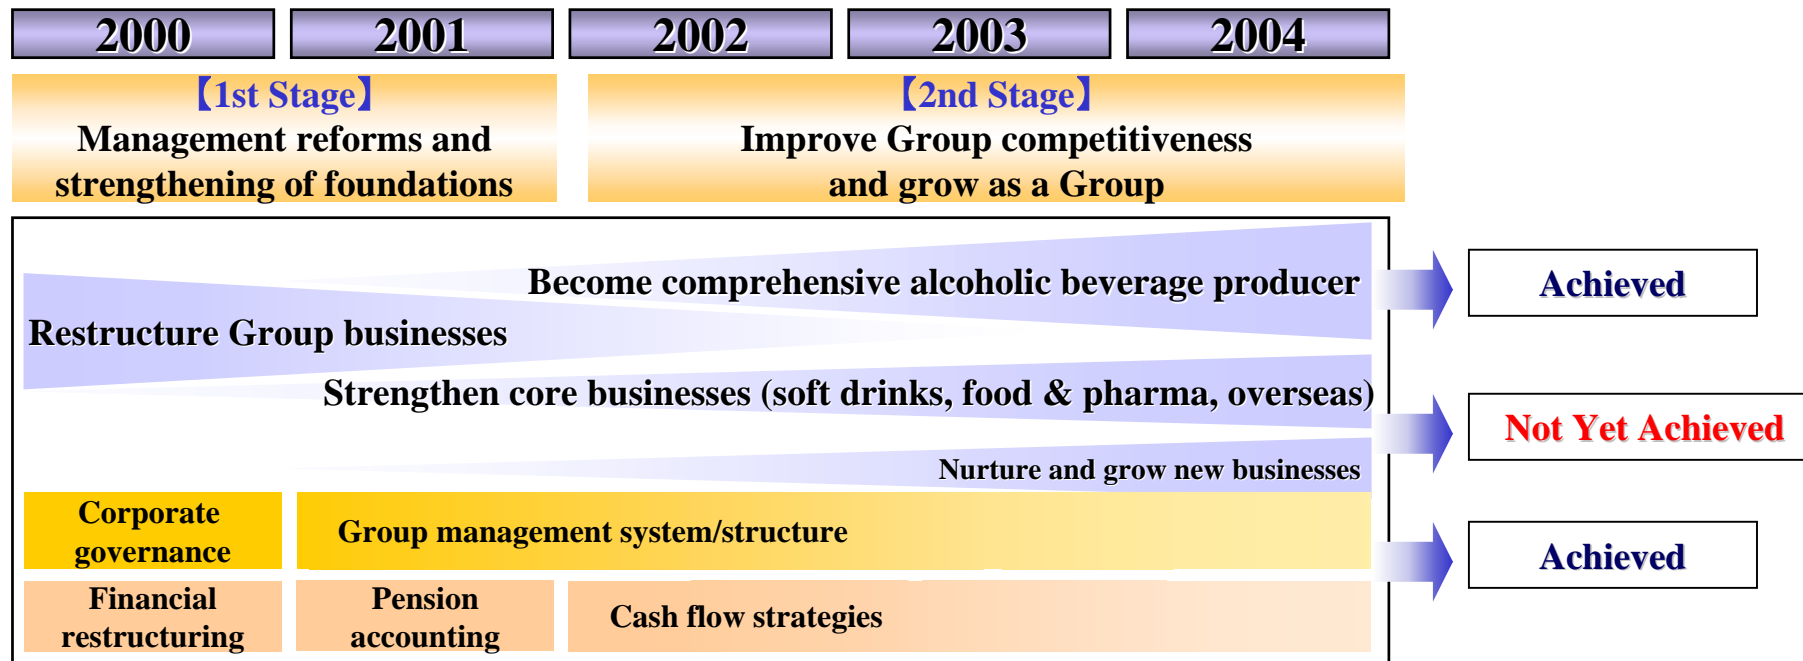 2000 2001 2002 2003 2004
【1st Stage】
Management reforms and
strengthening of foundations
【2nd Stage】
Improve Group competitiveness
and grow as a Group
Become comprehensive alcoholic beverage producer
Achieved
Restructure Group businesses
Strengthen core businesses (soft drinks, food & pharma, overseas)
Not Yet Achieved
Nurture and grow new businesses
Corporate
governance
Group management system/structure
Achieved
Financial
restructuring
Pension
accounting
Cash flow strategies